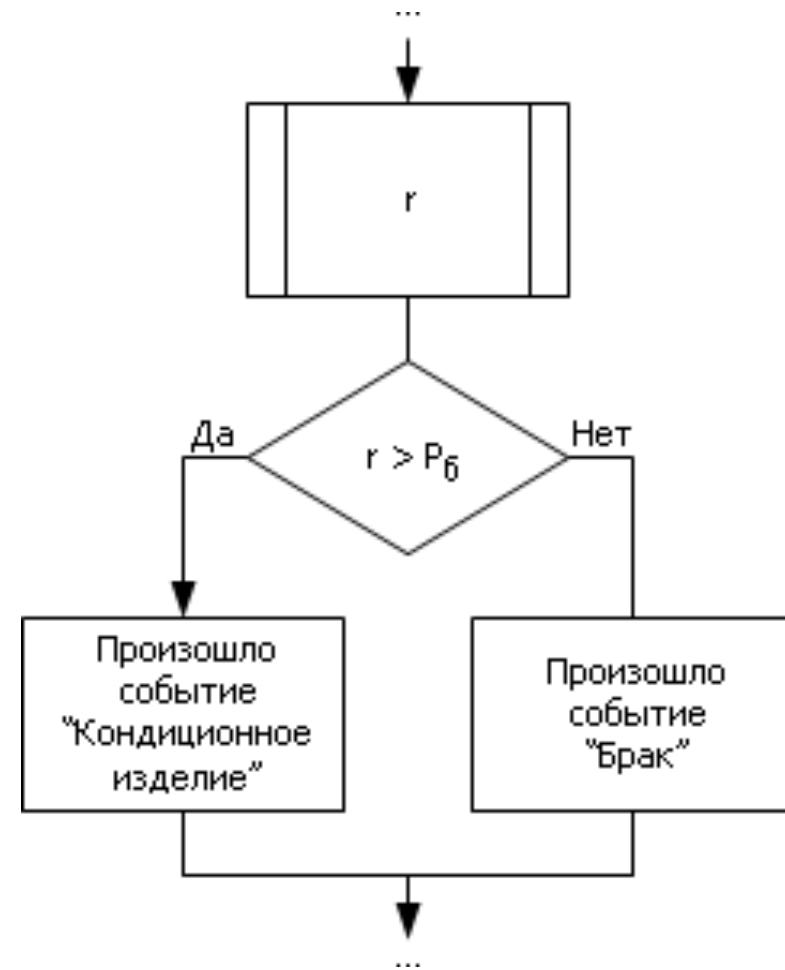 ...
r
Да
r > Pб
Нет
Произошло
событие
“Кондиционное
изделие”
Произошло
событие
“Брак”
...